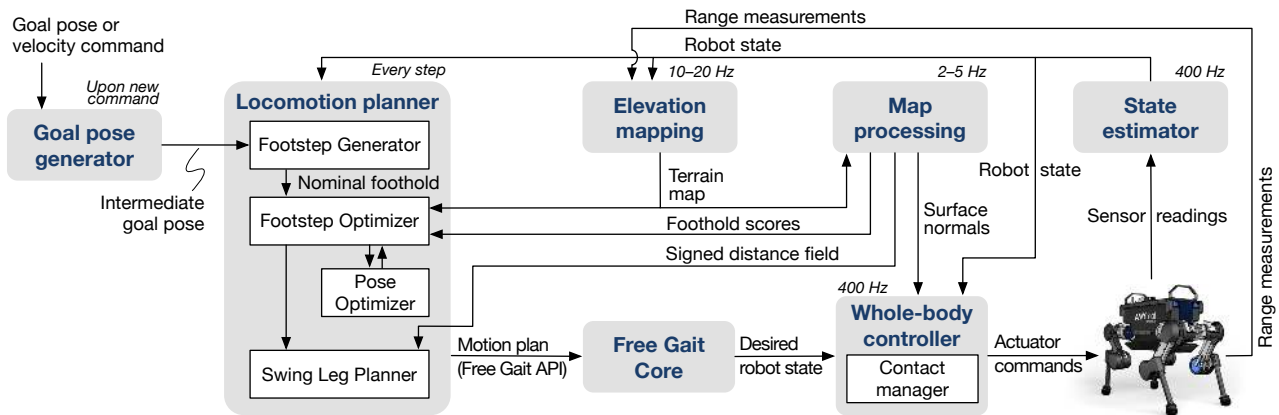 Goal pose or
velocity command
Upon new
command
Goal pose
generator
Intermediate
goal pose
Every step
Locomotion planner
Footstep Generator
Nominal foothold
Footstep Optimizer
Pose
Optimizer
Swing Leg Planner
Range measurements
Robot state
10–20 Hz
Elevation
mapping
2–5 Hz
Map
processing
400 Hz
State
estimator
Terrain
map
Foothold scores
Signed distance field
Surface
normals
Robot state
Sensor readings
Range measurements
Motion plan
(Free Gait API)
Free Gait
Core
Desired
robot state
400 Hz
Whole-body
controller
Contact
manager
Actuator
commands